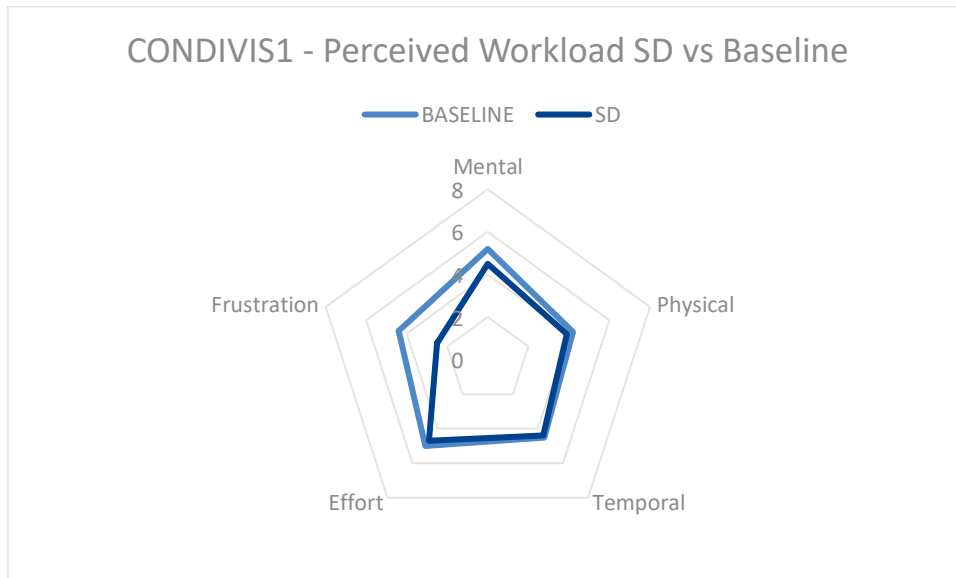 CONDIVIS1 - Perceived Workload SD vs Baseline
BASELINE SD
Mental
8
6
4
2
0
Frustration
Physical
Effort
Temporal